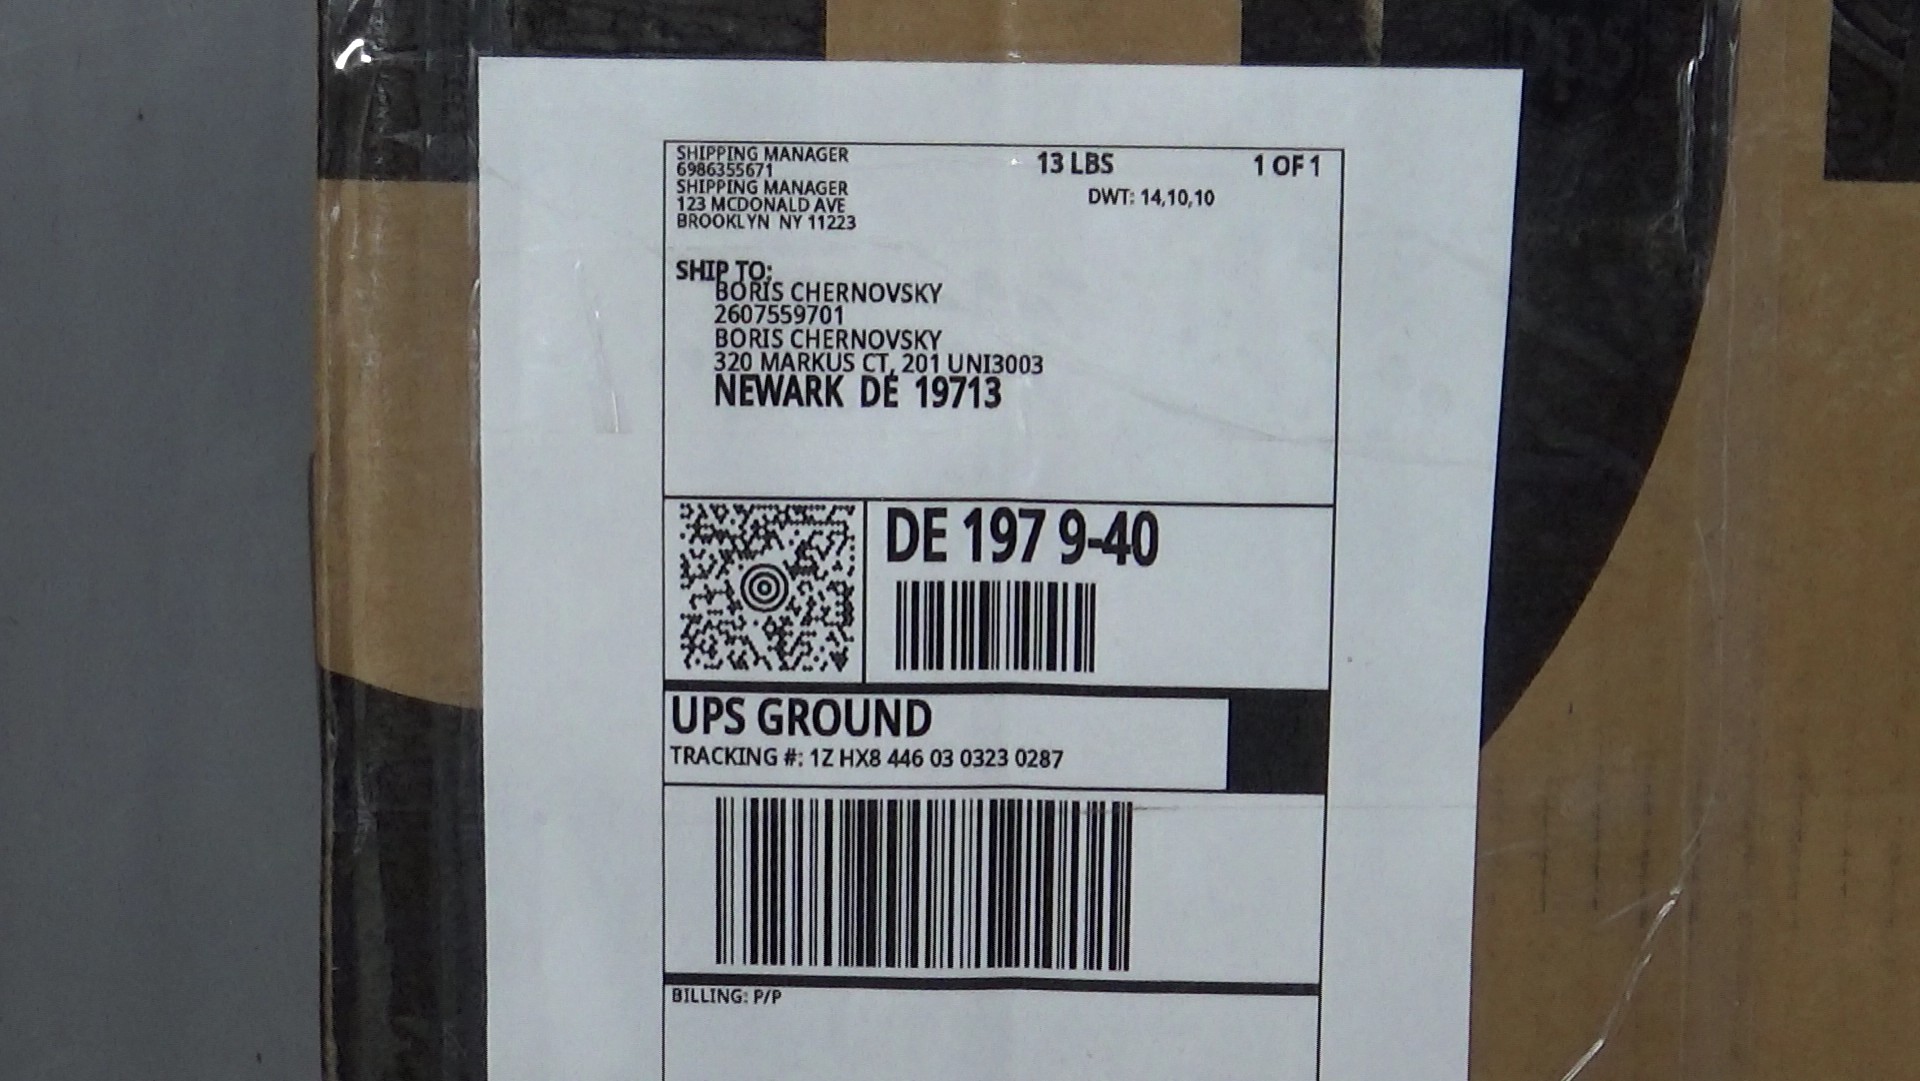 SHIPPING MANAGER
6986355671
SHIPPING MANAGER
123 MCDONALD AVE
BROOKLYN NY 11223
13 LBS
1 OF 1
DWT: 14,10,10
SHIP TO:
BORIS CHERNOVSKY
2607559701
BORIS CHERNOVSKY
320 MARKUS CT, 201 UNI3003
NEWARK DE 19713
DE 197 9-40
UPS GROUND
TRACKING #: 1Z HX8 446 03 0323 0287
BILLING: P/P